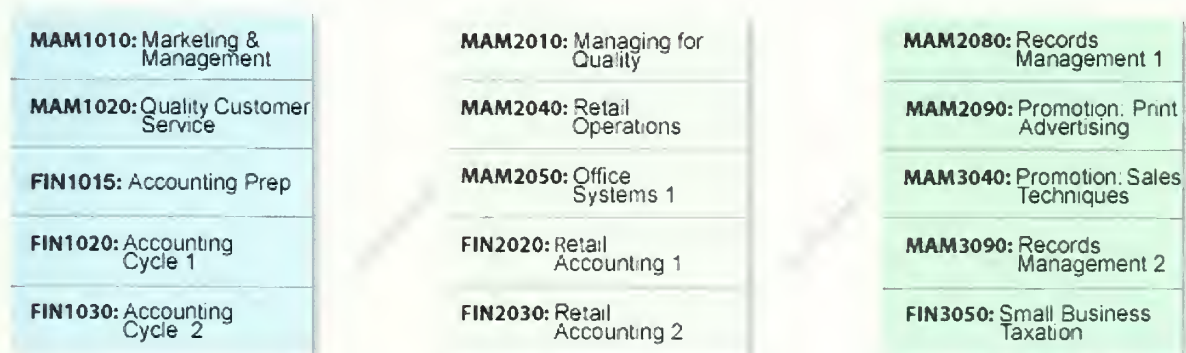 MAM1010: Marketing &
Management
MAM1020: Quality Customer
Service
FIN1015: Accounting Prep
FIN1020: Accounting
Cycle 1
FIN1030: Accounting
Cycle 2
MAM2010: Managing for
Quality
MAM2040: Retail
Operations
MAM2050: Office
Systems 1
FIN2020: Retail
Accounting 1
FIN2030: Retail
Accounting 2
MAM2080: Records
Management 1
MAM2090: Promotion: Print
Advertising
MAM3040: Promotion: Sales
Techniques
MAM3090: Records
Management 2
FIN3050: Small Business
Taxation